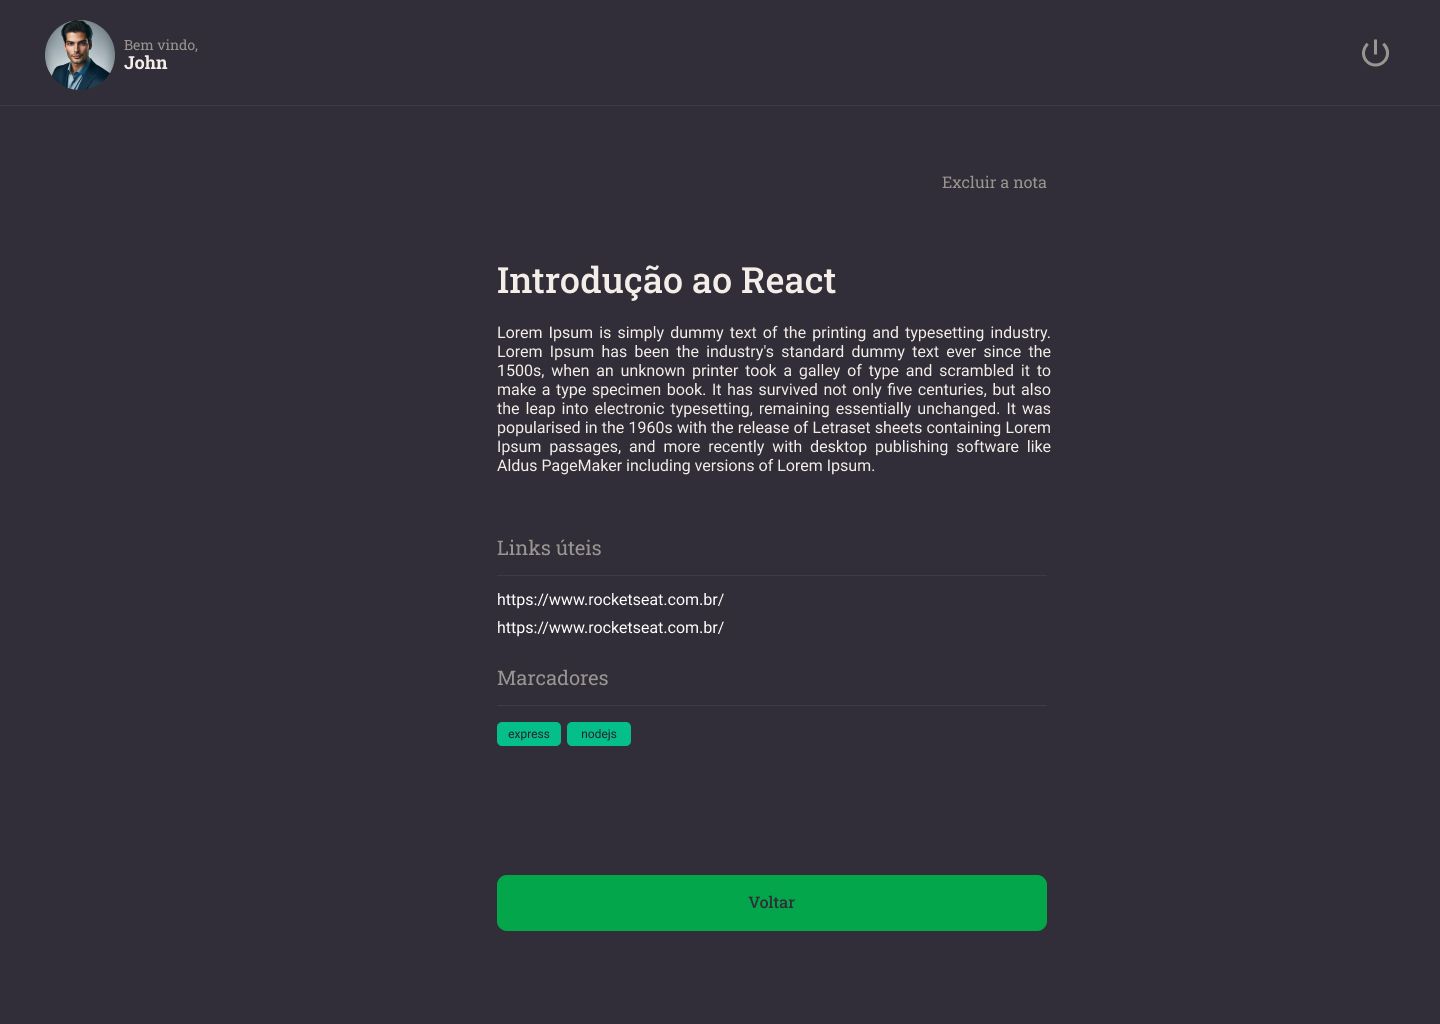 Bem vindo,
John
Excluir a nota
Introdução ao React
Lorem Ipsum is simply dummy text of the printing and typesetting industry.
Lorem Ipsum has been the industry's standard dummy text ever since the
1500s, when an unknown printer took a galley of type and scrambled it to
make a type specimen book. It has survived not only five centuries, but also
the leap into electronic typesetting, remaining essentially unchanged. It was
popularised in the 1960s with the release of Letraset sheets containing Lorem
Ipsum passages, and more recently with desktop publishing software like
Aldus PageMaker including versions of Lorem Ipsum.
Links úteis
https://www.rocketseat.com.br/
https://www.rocketseat.com.br/
Marcadores
express nodejs
Voltar